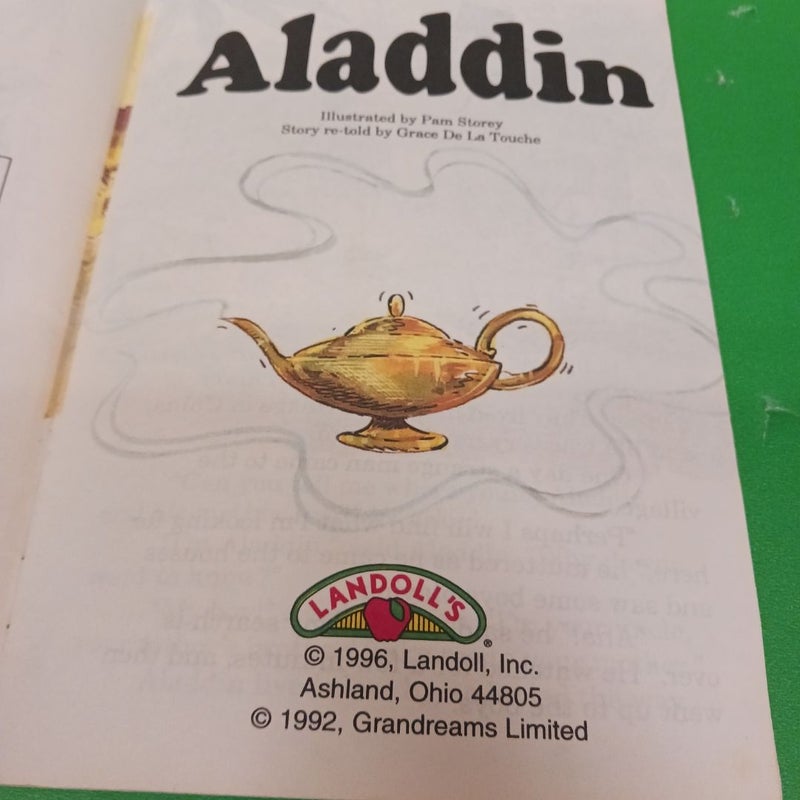 Aladdin
Illustrated by Pam Storey
Story re-told by Grace De La Touche
LANDOLL'S®
© 1996, Landoll, Inc.
Ashland, Ohio 44805
© 1992, Grandreams Limited